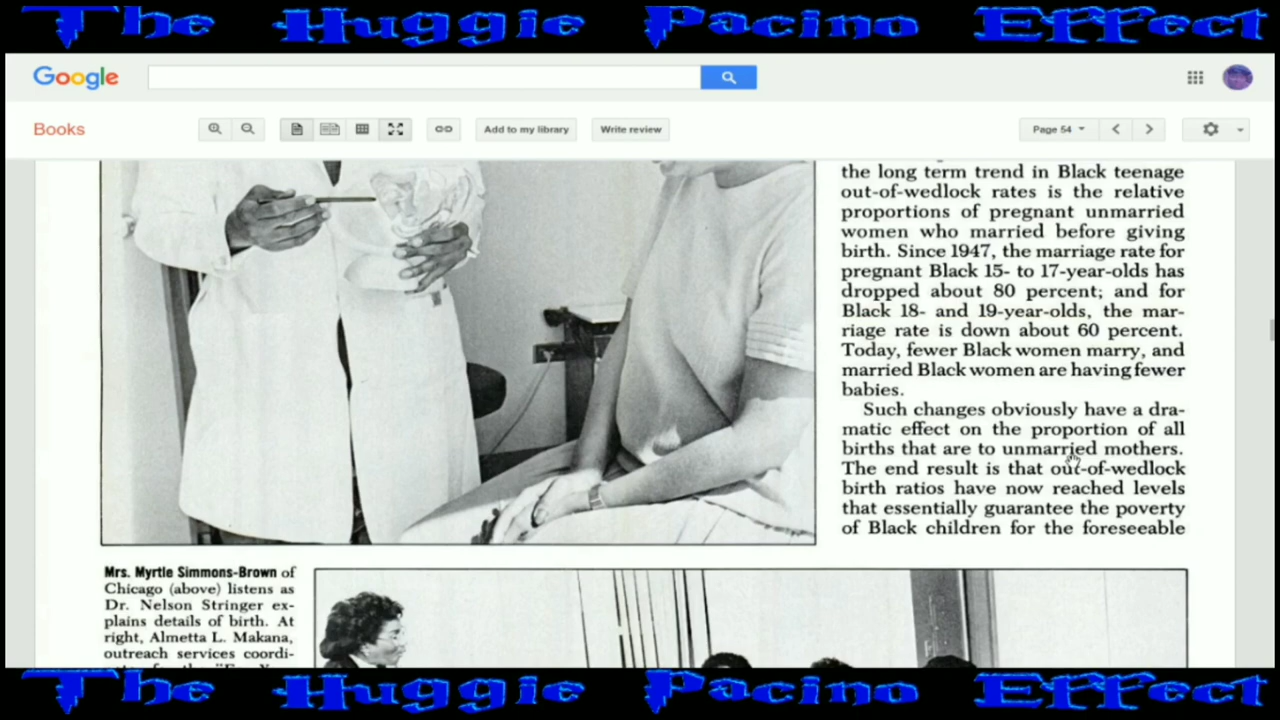 The Huggie Pacino Effect
Google
Books
Add to my library
Write review
Page 54
the long term trend in Black teenage
out-of-wedlock rates is the relative
proportions of pregnant unmarried
women who married before giving
birth. Since 1947, the marriage rate for
pregnant Black 15- to 17-year-olds has
dropped about 80 percent; and for
Black 18- and 19-year-olds, the mar-
riage rate is down about 60 percent.
Today, fewer Black women marry, and
married Black women are having fewer
babies.
Such changes obviously have a dra-
matic effect on the proportion of all
births that are to unmarried mothers.
The end result is that out-of-wedlock
birth ratios have now reached levels
that essentially guarantee the poverty
of Black children for the foreseeable
Mrs. Myrtle Simmons-Brown of
Chicago (above) listens as
Dr. Nelson Stringer ex-
plains details of birth. At
right, Almetta L. Makana,
outreach services coordi-
The Huggie Pacino Effect